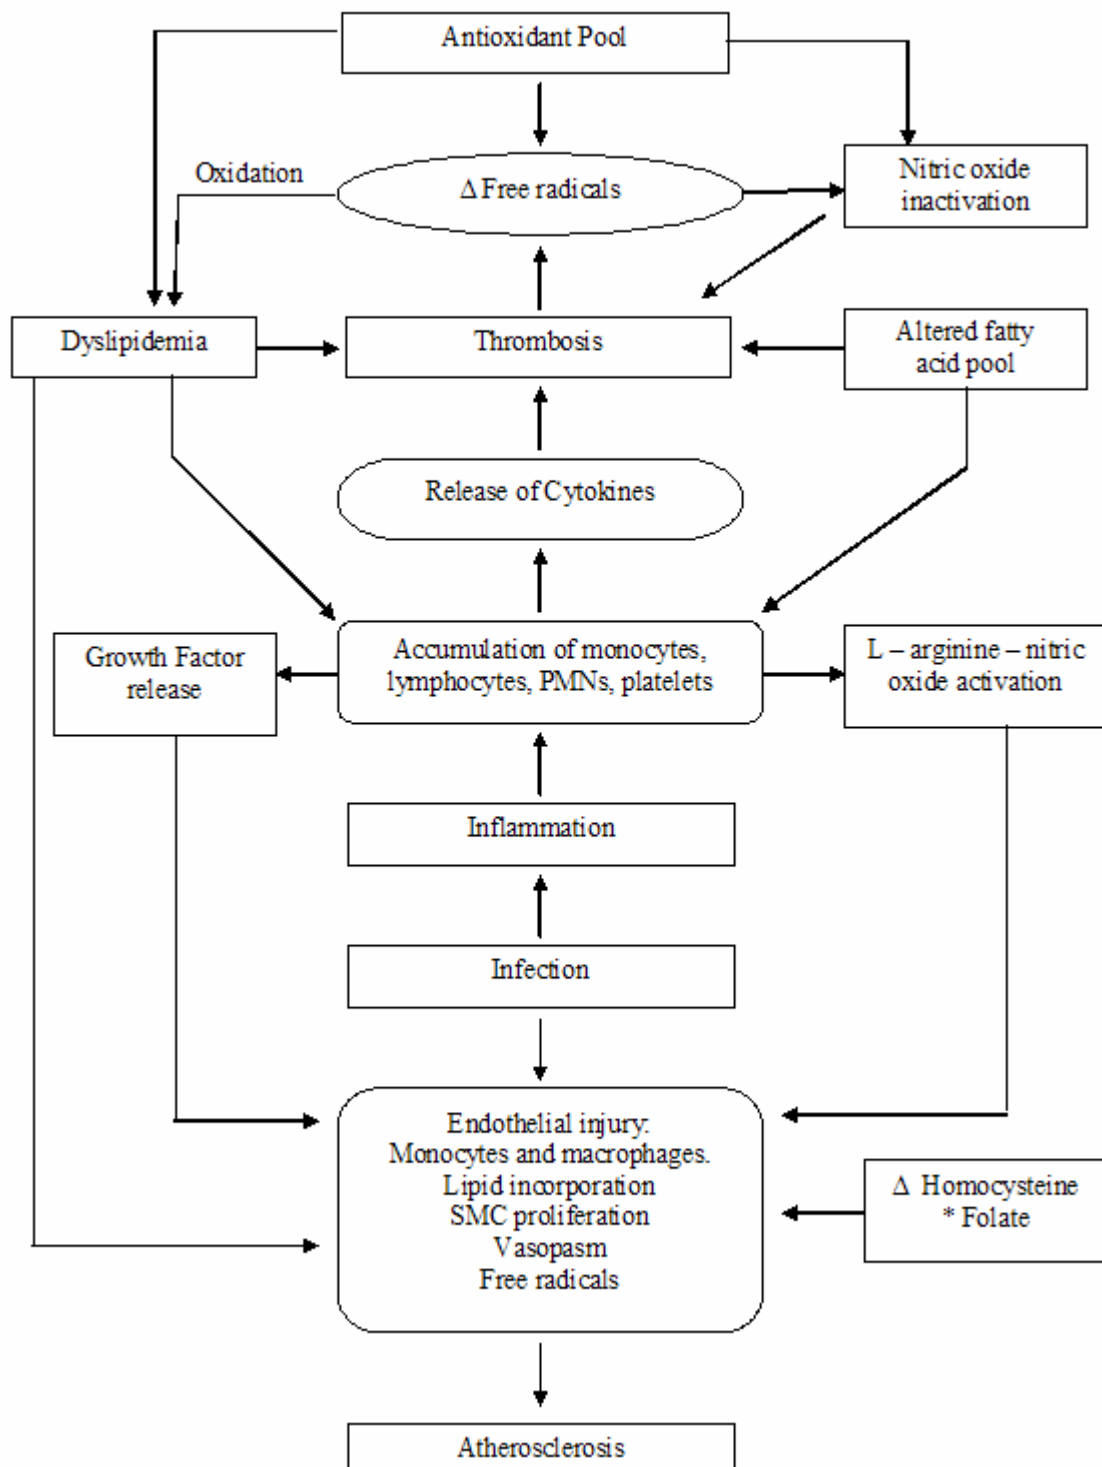 Antioxidant Pool
Oxidation
Δ Free radicals
Nitric oxide
inactivation
Dyslipidemia
Thrombosis
Altered fatty
acid pool
Release of Cytokines
Growth Factor
release
Accumulation of monocytes,
lymphocytes, PMNs, platelets
L – arginine – nitric
oxide activation
Inflammation
Infection
Endothelial injury:
Monocytes and macrophages.
Lipid incorporation
SMC proliferation
Vasopasm
Free radicals
Δ Homocysteine
* Folate
Atherosclerosis